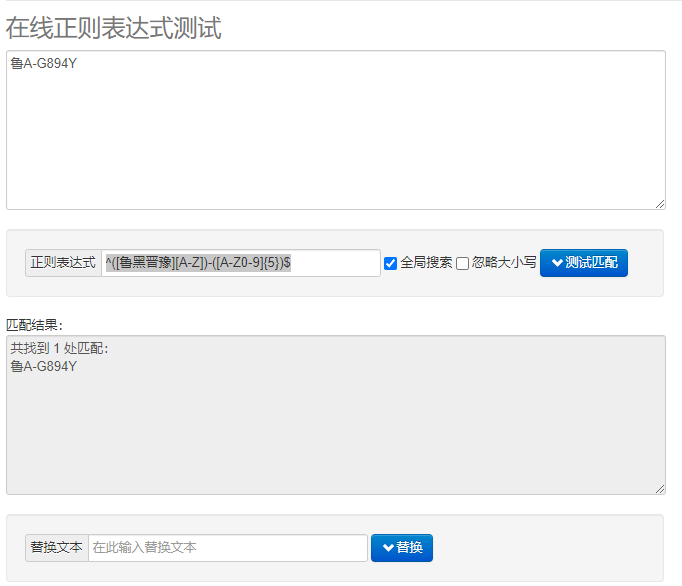 在线正则表达式测试
鲁A-G894Y
正则表达式 ^([鲁黑晋豫][A-Z])-([A-Z0-9]{5})$ 全局搜索 忽略大小写 测试匹配
匹配结果：
共找到 1 处匹配：
鲁A-G894Y
替换文本 在此输入替换文本 替换